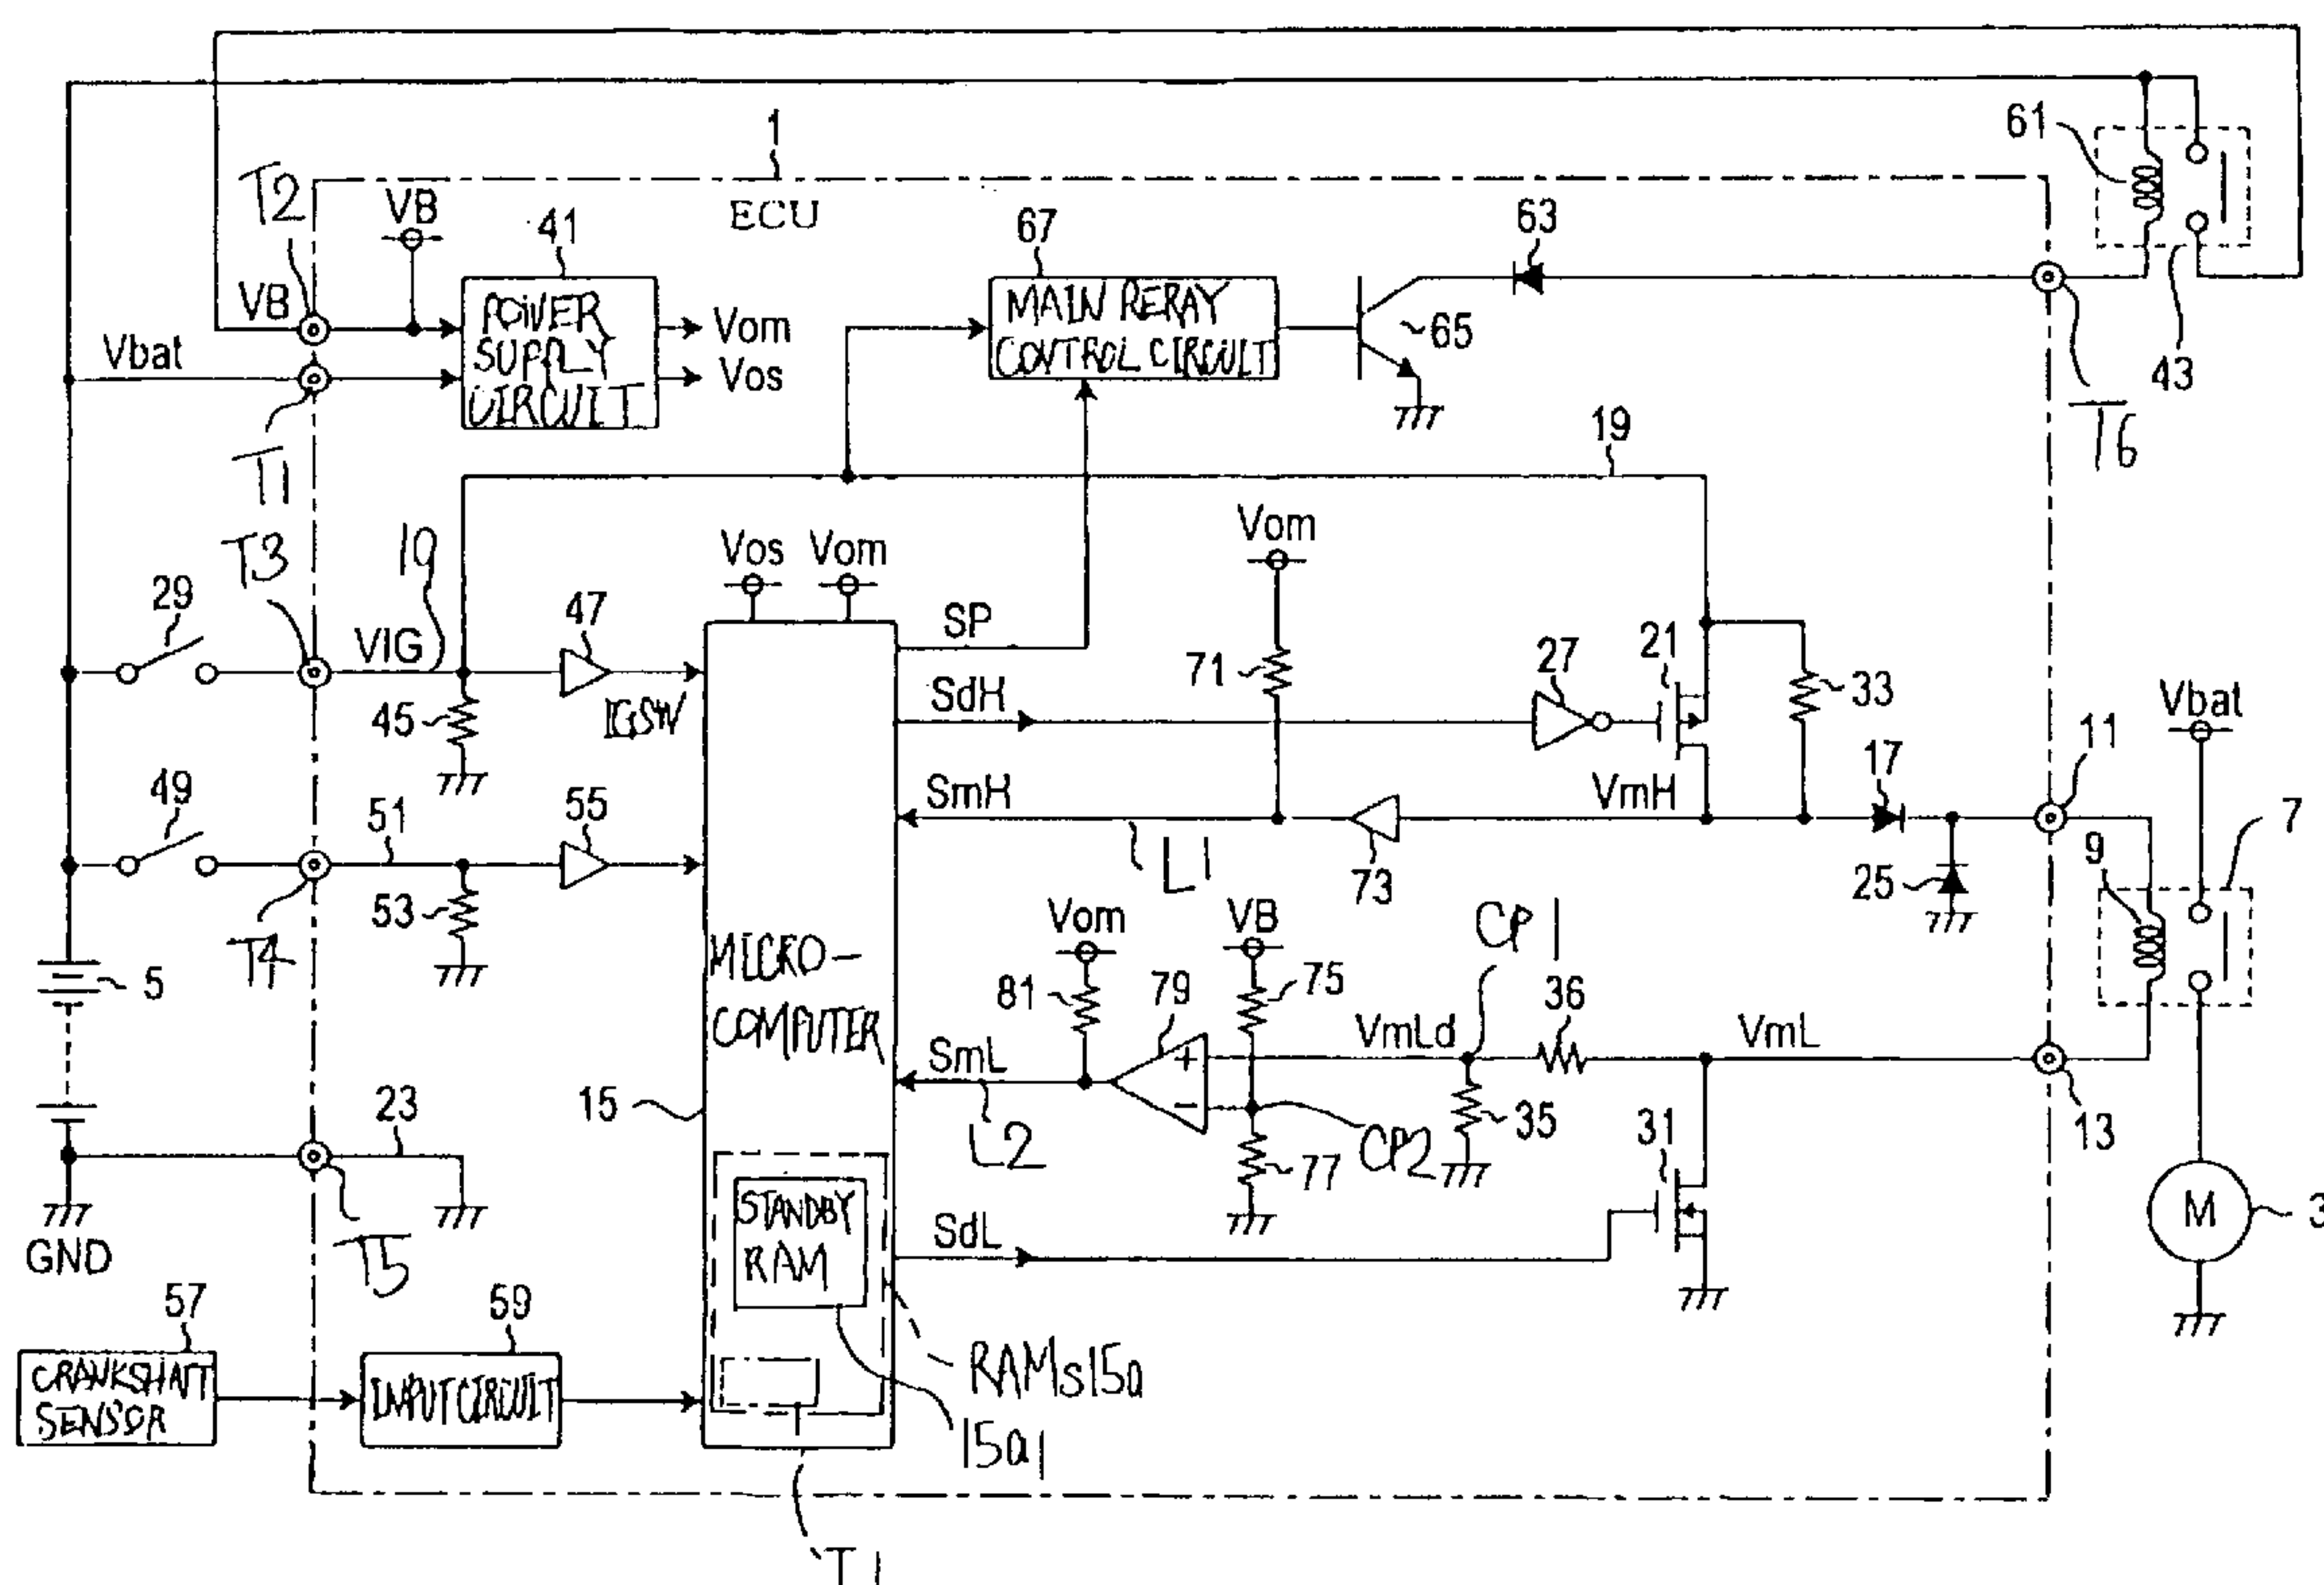 1
ECU
61
T2
VB
41
67
63
VB
POWER
SUPPLY
CIRCUIT
Vom
Vos
MAIN RERAY
CONTROL CIRCUIT
65
43
Vbat
T1
T6
19
T3
19
Vos
Vom
Vom
29
VIG
47
SP
71
27
21
33
Vbat
45
IGSW
SdH
11
49
51
55
SmH
VmH
17
7
53
L1
73
25
9
T4
5
MICRO-
COMPUTER
Vom
VB
CP1
81
79
75
36
VmLd
VmL
SmL
+
-
15
23
L2
77
CP2
35
31
13
GND
T5
STANDBY
RAM
SdL
M
3
57
59
CRANKSHAFT
SENSOR
INPUT CIRCUIT
RAMs15a
15a1
T1